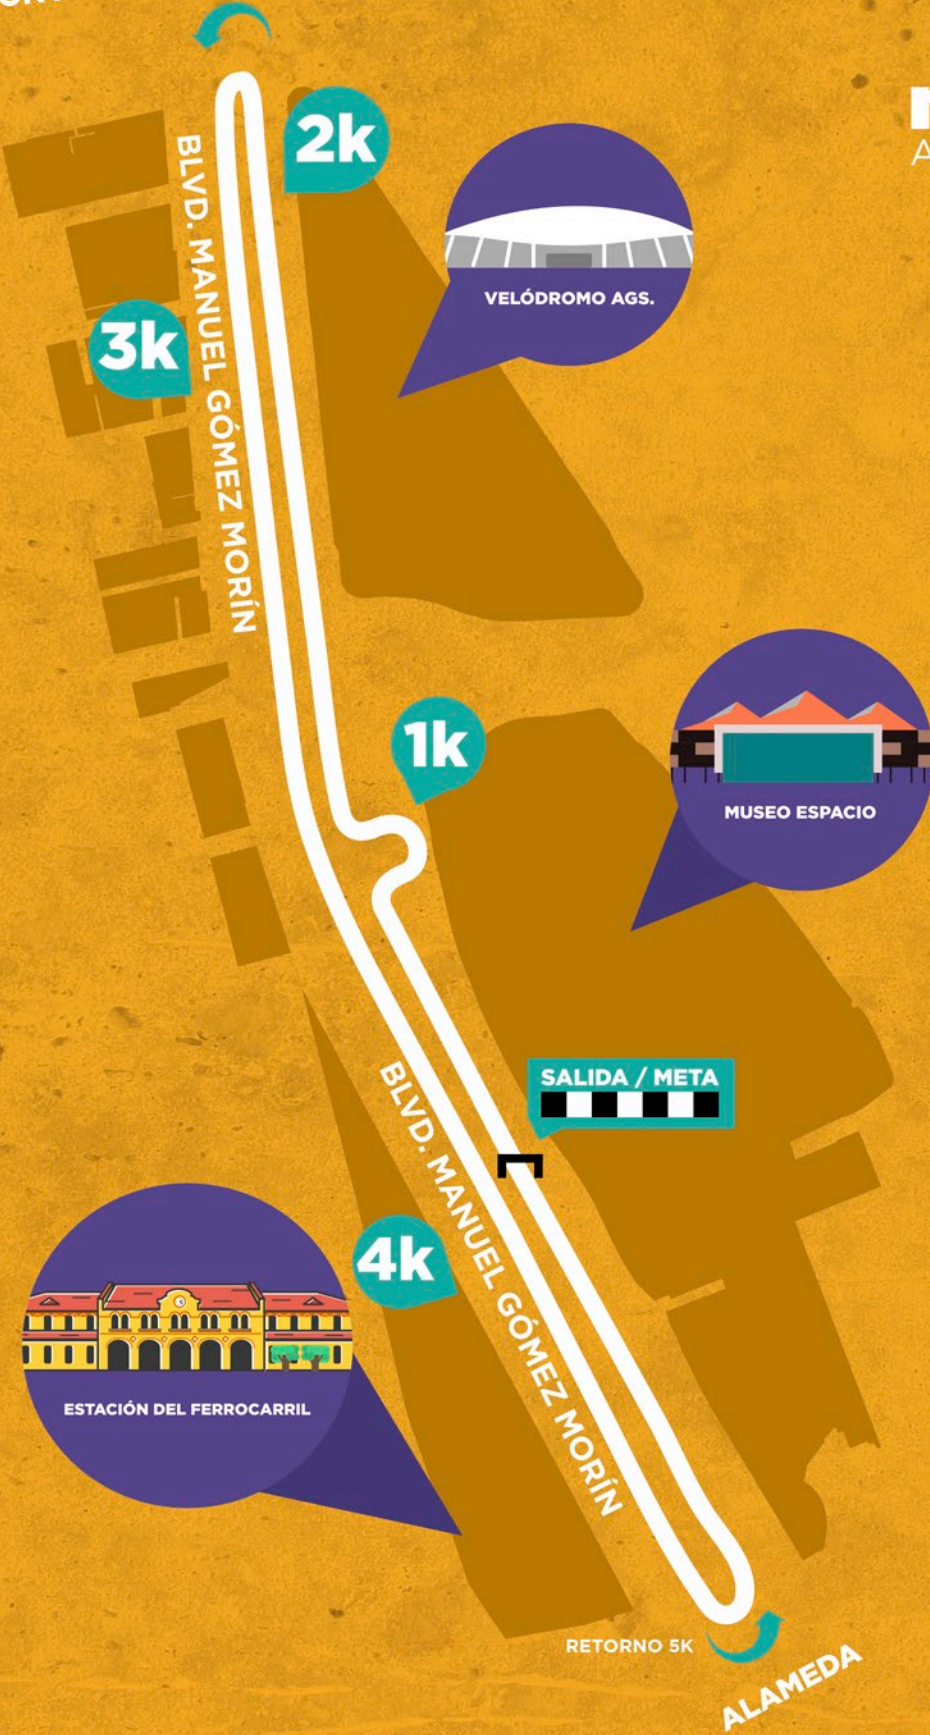 2k
BLVD. MANUEL GÓMEZ MORÍN
VELÓDROMO AGS.
3k
1k
MUSEO ESPACIO
SALIDA / META
BLVD. MANUEL GÓMEZ MORÍN
4k
ESTACIÓN DEL FERROCARRIL
RETORNO 5K
ALAMEDA